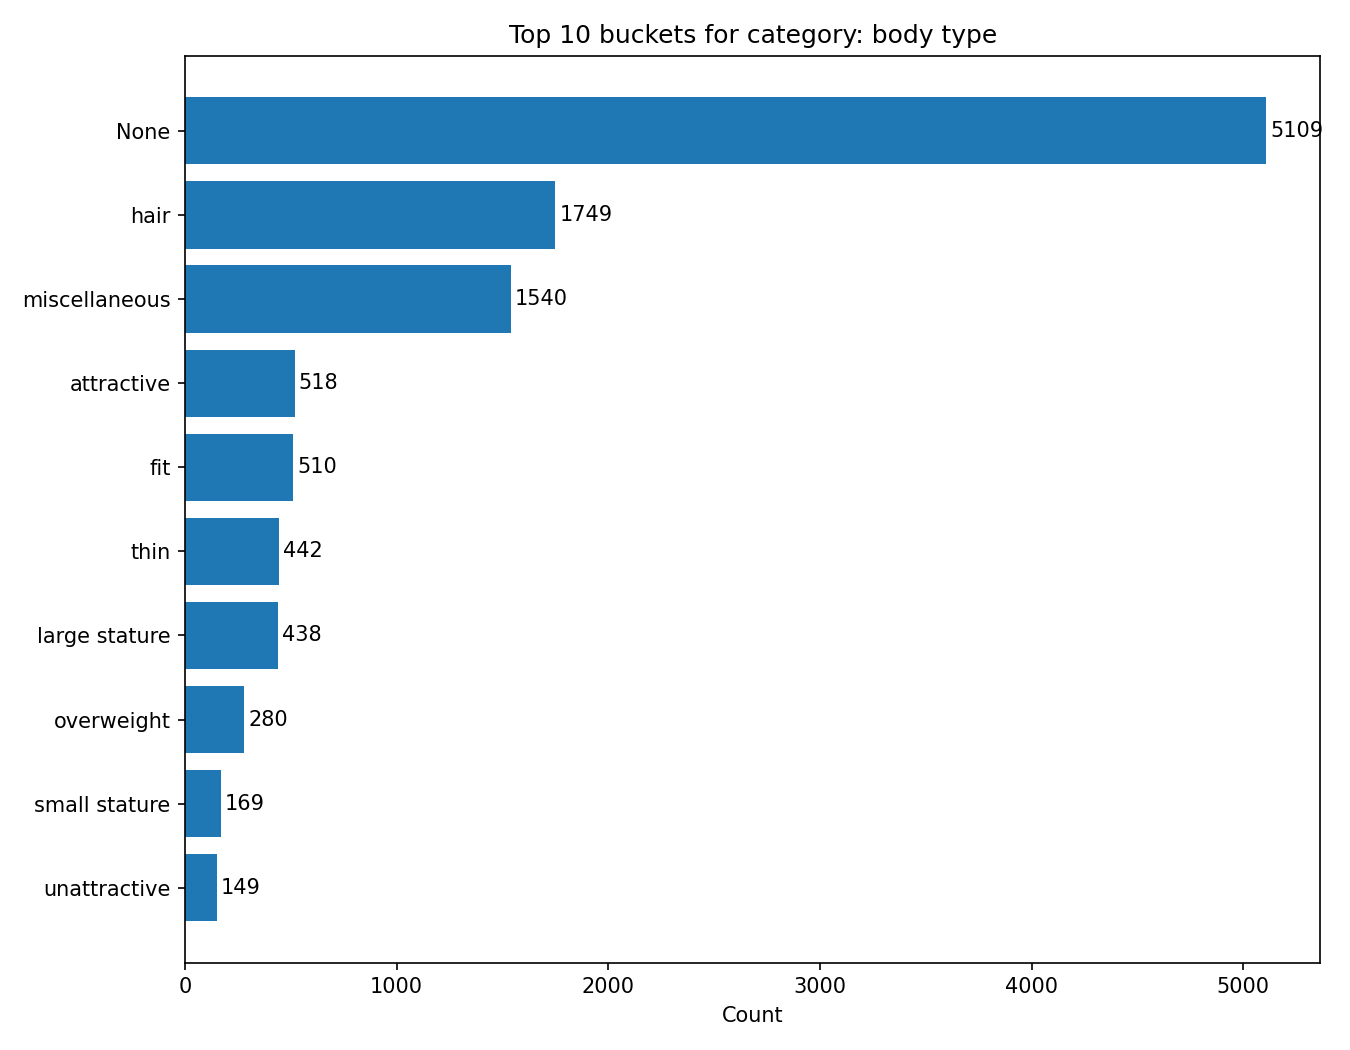 Top 10 buckets for category: body type
None 5109
hair 1749
miscellaneous 1540
attractive 518
fit 510
thin 442
large stature 438
overweight 280
small stature 169
unattractive 149
0 1000 2000 3000 4000 5000
Count